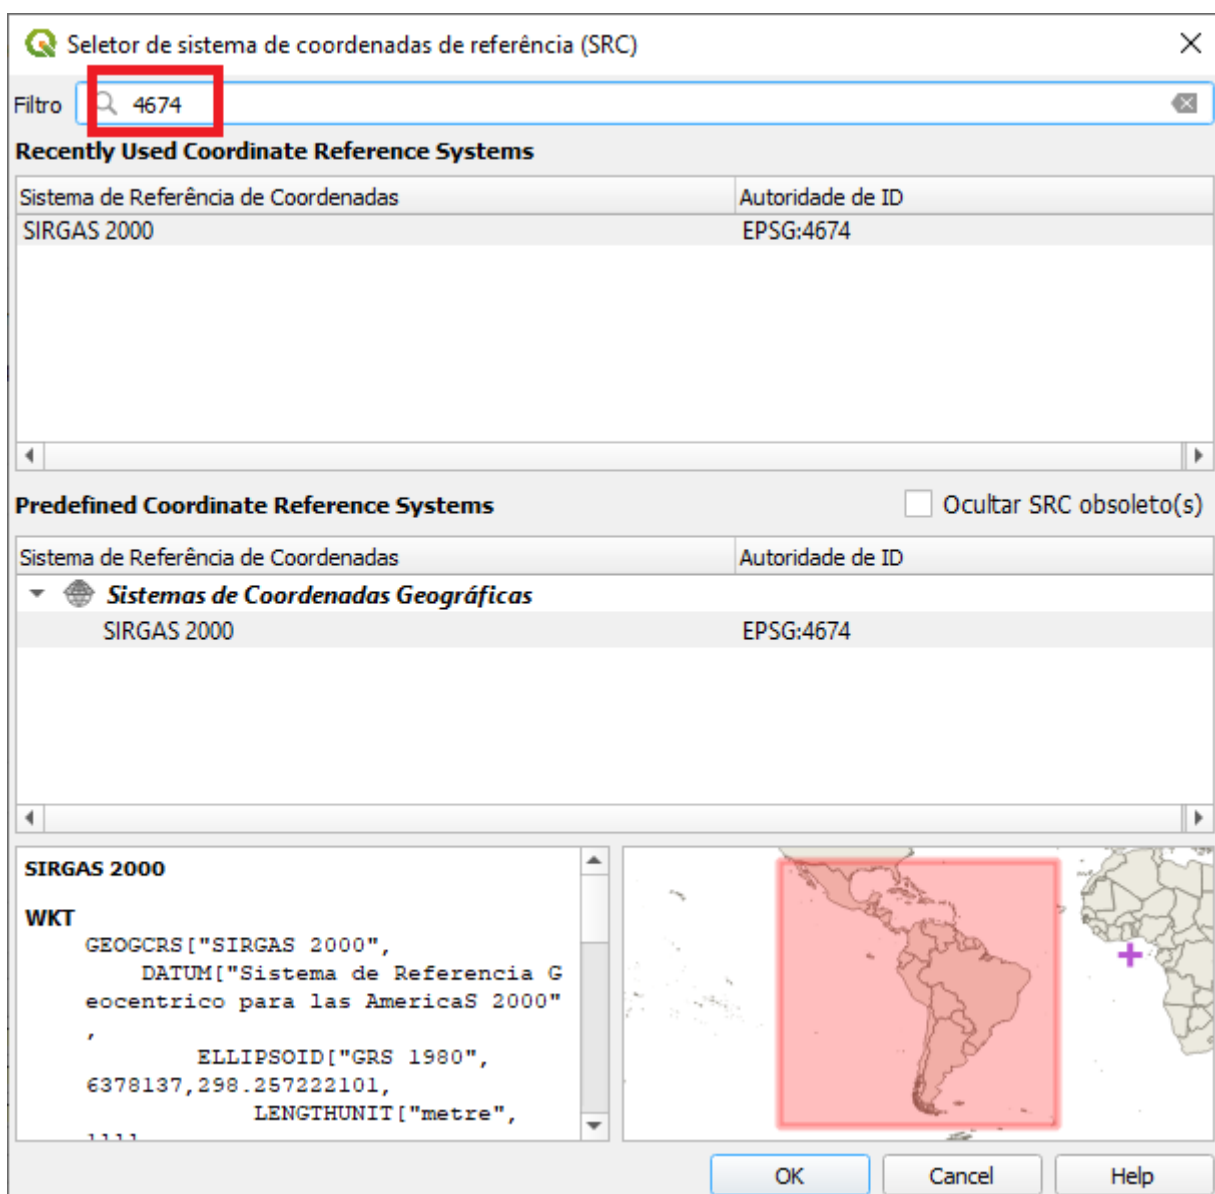 Seletor de sistema de coordenadas de referência (SRC)
Filtro 4674
Recently Used Coordinate Reference Systems
Sistema de Referência de Coordenadas Autoridade de ID
SIRGAS 2000 EPSG:4674
Predefined Coordinate Reference Systems Ocultar SRC obsoleto(s)
Sistema de Referência de Coordenadas Autoridade de ID
Sistemas de Coordenadas Geográficas
SIRGAS 2000 EPSG:4674
SIRGAS 2000
WKT
GEOGCRS["SIRGAS 2000",
DATUM["Sistema de Referencia G
eocentrico para las AmericaS 2000"
,
ELLIPSOID["GRS 1980",
6378137,298.257222101,
LENGTHUNIT["metre",
OK Cancel Help